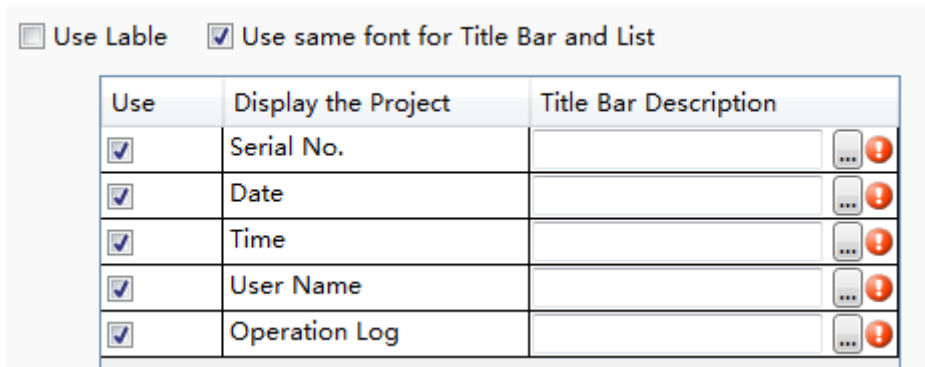 Use Lable Use same font for Title Bar and List
Use Display the Project Title Bar Description
Serial No. ...
Date ...
Time ...
User Name ...
Operation Log ...